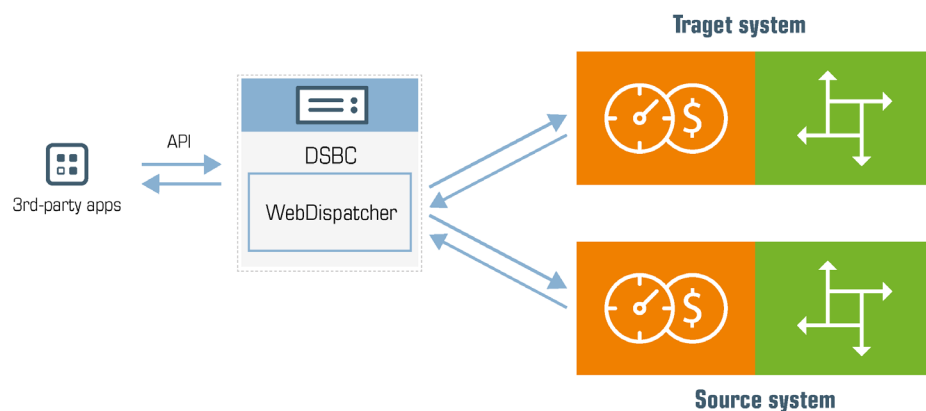 Traget system
API
DSBC
WebDispatcher
3rd-party apps
Source system